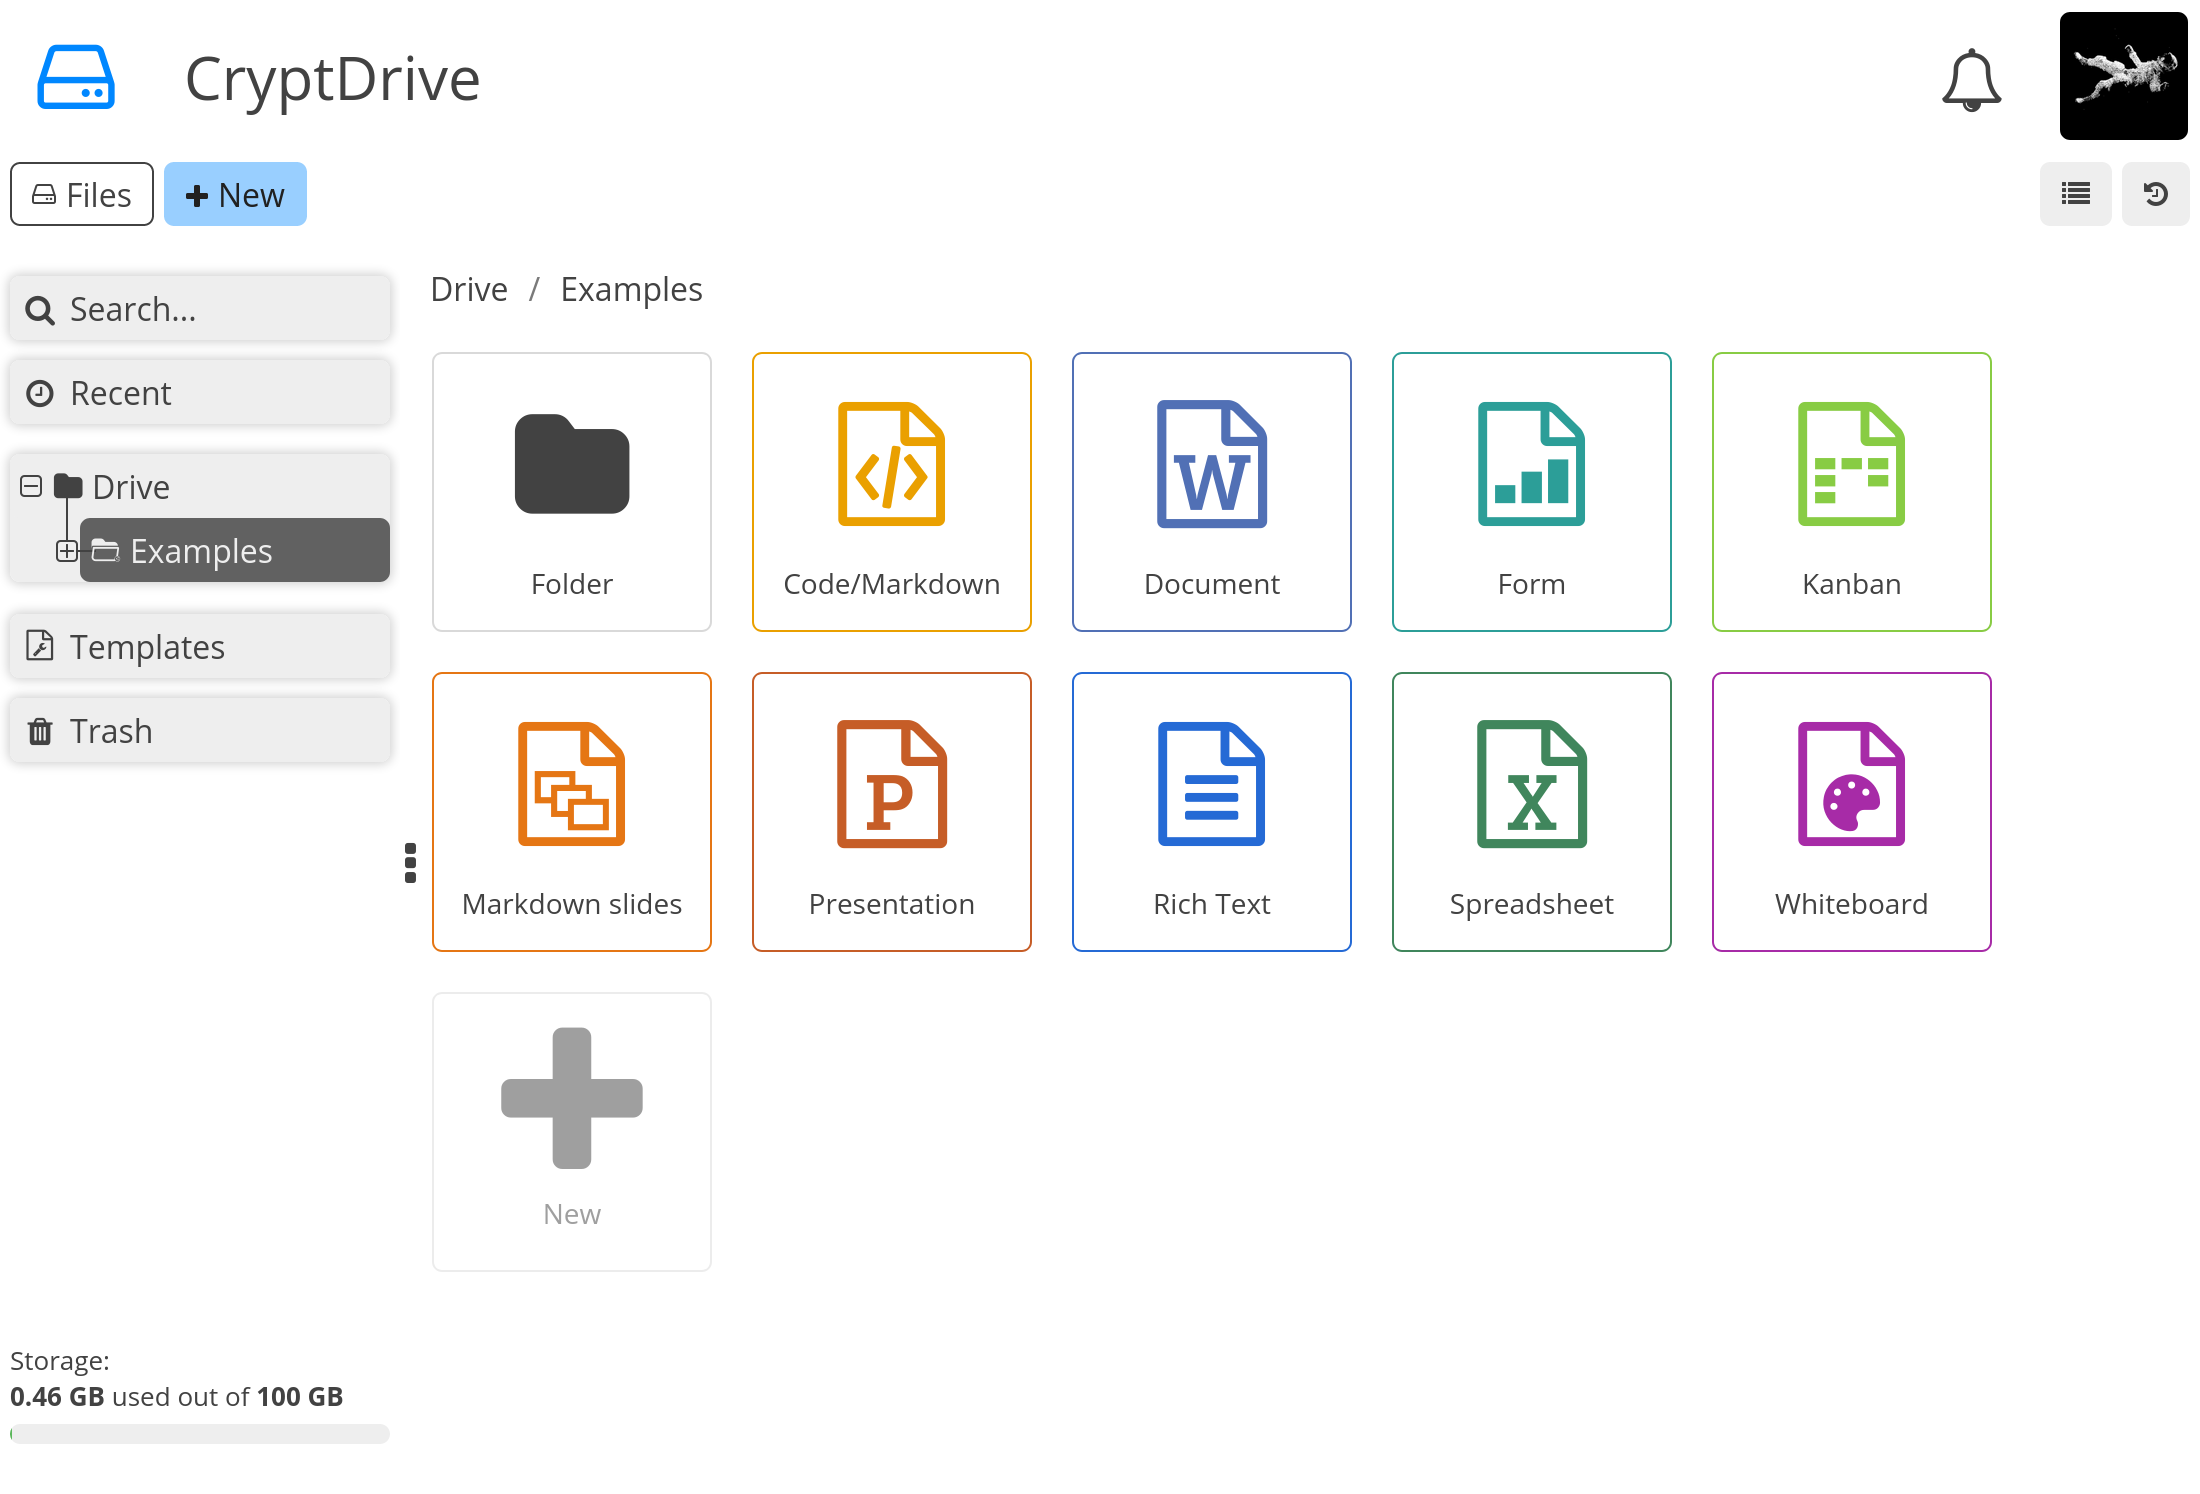 CryptDrive
Files
New
Search...
Recent
Drive
Examples
Templates
Trash
Storage:
0.46 GB used out of 100 GB
Drive / Examples
Folder
Code/Markdown
Document
Form
Kanban
Markdown slides
Presentation
Rich Text
Spreadsheet
Whiteboard
New